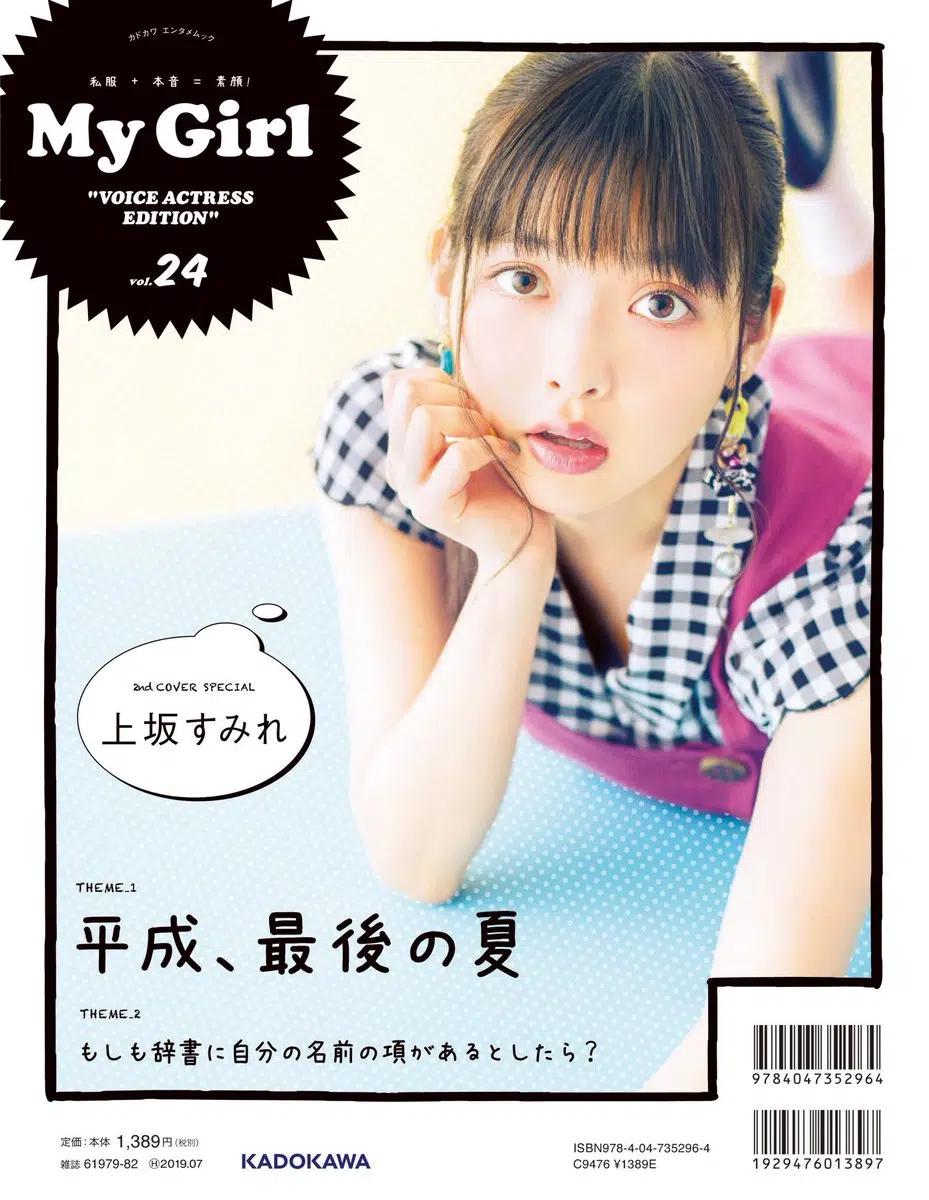 カドカワ エンタメムック
私服 + 本音 = 素顔!
My Girl
"VOICE ACTRESS
EDITION"
vol.24
2nd COVER SPECIAL
上坂すみれ
THEME_1
平成、最後の夏
THEME_2
もしも辞書に自分の名前の項があるとしたら？
9784047352964
1929476013897
定価:本体 1,389円(税別)
雑誌 61979-82 Ⓗ2019.07
KADOKAWA
ISBN978-4-04-735296-4
C9476 ¥1389E